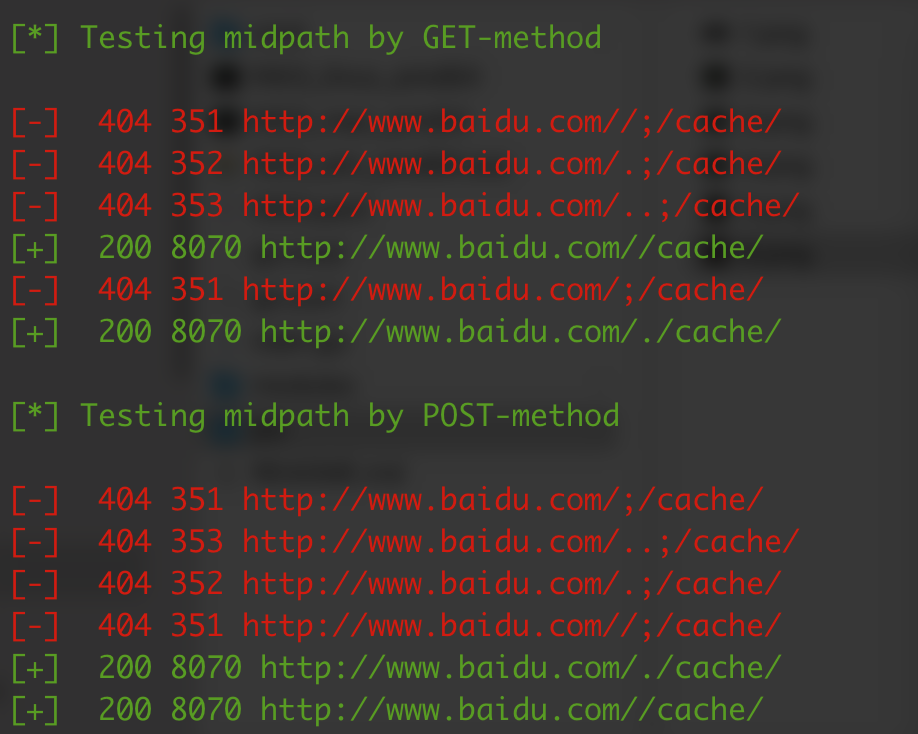 [*] Testing midpath by GET-method
[-]  404 351 http://www.baidu.com//;/cache/
[-]  404 352 http://www.baidu.com/.;/cache/
[-]  404 353 http://www.baidu.com/..;/cache/
[+]  200 8070 http://www.baidu.com//cache/
[-]  404 351 http://www.baidu.com/;/cache/
[+]  200 8070 http://www.baidu.com/./cache/
[*] Testing midpath by POST-method
[-]  404 351 http://www.baidu.com/;/cache/
[-]  404 353 http://www.baidu.com/..;/cache/
[-]  404 352 http://www.baidu.com/.;/cache/
[-]  404 351 http://www.baidu.com//;/cache/
[+]  200 8070 http://www.baidu.com/./cache/
[+]  200 8070 http://www.baidu.com//cache/